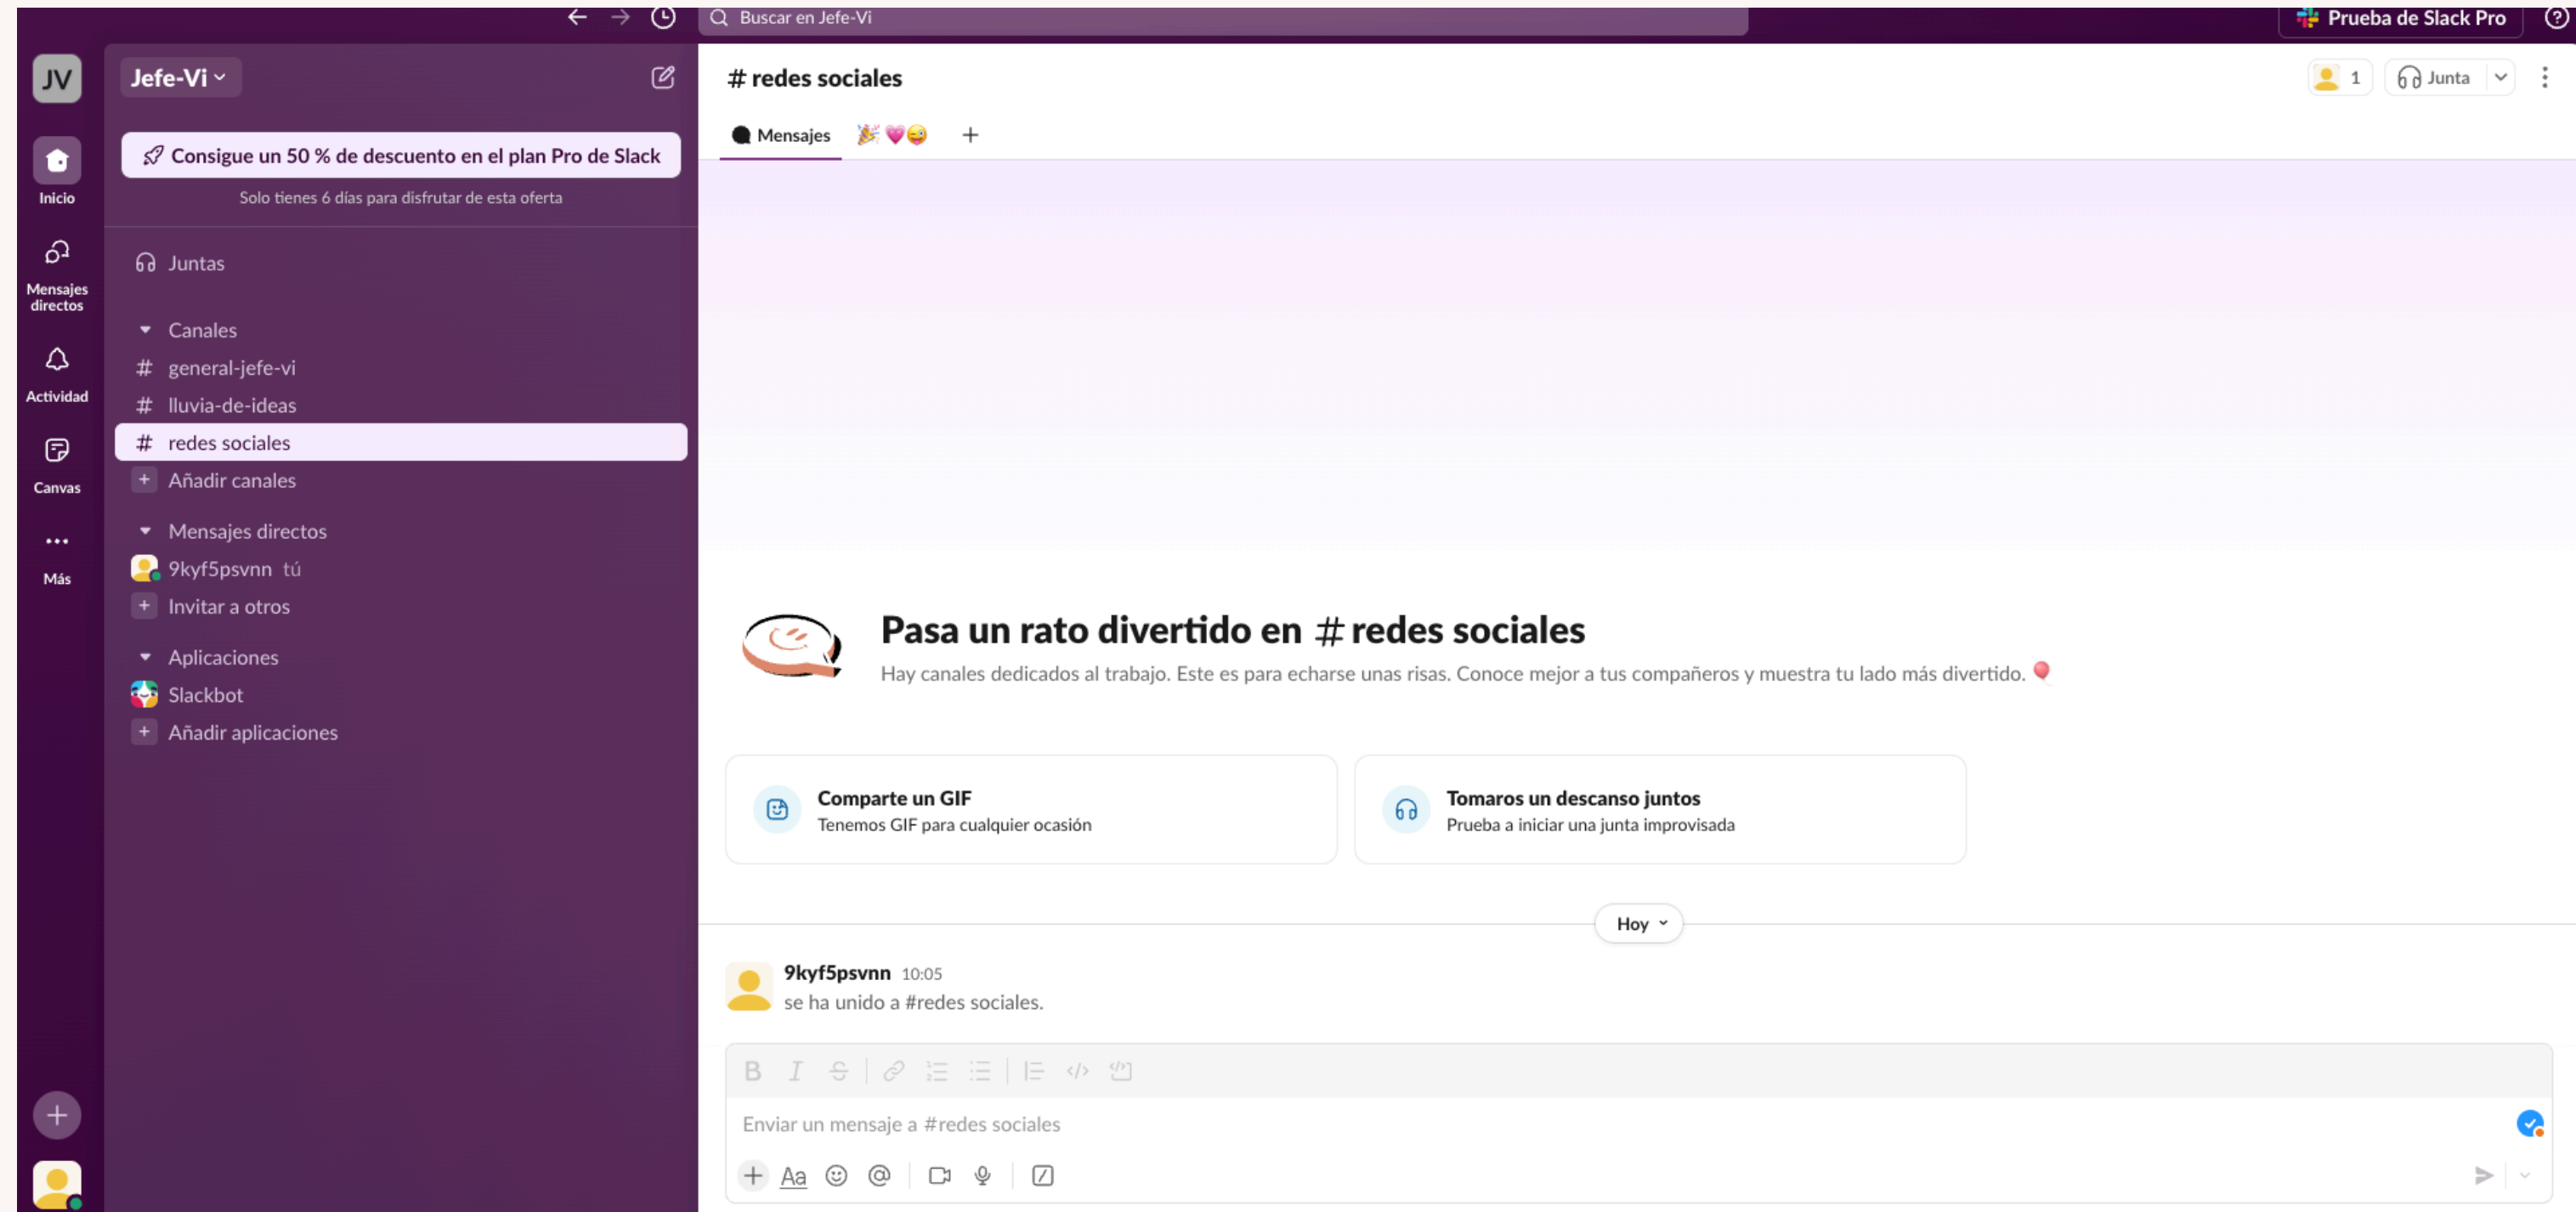 Buscar en Jefe-Vi
Prueba de Slack Pro
JV
Inicio
Mensajes
directos
Actividad
Canvas
Más
Jefe-Vi
Consigue un 50 % de descuento en el plan Pro de Slack
Solo tienes 6 días para disfrutar de esta oferta
Juntas
Canales
# general-jefe-vi
# lluvia-de-ideas
# redes sociales
+ Añadir canales
Mensajes directos
9kyf5psvnn tú
+ Invitar a otros
Aplicaciones
Slackbot
+ Añadir aplicaciones
# redes sociales
1
Junta
Mensajes 🎉💗😜 +
Pasa un rato divertido en # redes sociales
Hay canales dedicados al trabajo. Este es para echarse unas risas. Conoce mejor a tus compañeros y muestra tu lado más divertido. 🎈
Comparte un GIF
Tenemos GIF para cualquier ocasión
Tomaros un descanso juntos
Prueba a iniciar una junta improvisada
Hoy
9kyf5psvnn 10:05
se ha unido a #redes sociales.
B I S
Enviar un mensaje a #redes sociales
+ Aa @